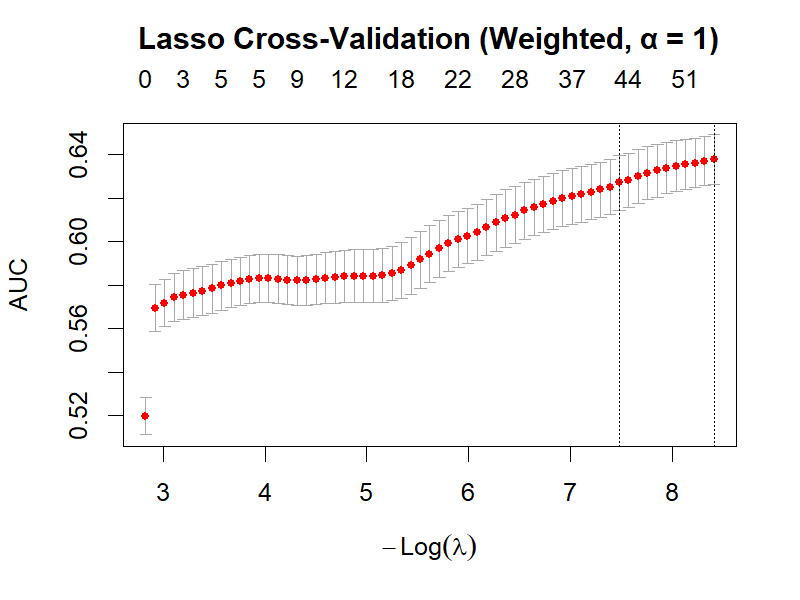 Lasso Cross-Validation (Weighted, α = 1)
0 3 5 5 9 12 18 22 28 37 44 51
0.64
0.60
0.56
0.52
AUC
3 4 5 6 7 8
−Log(λ)